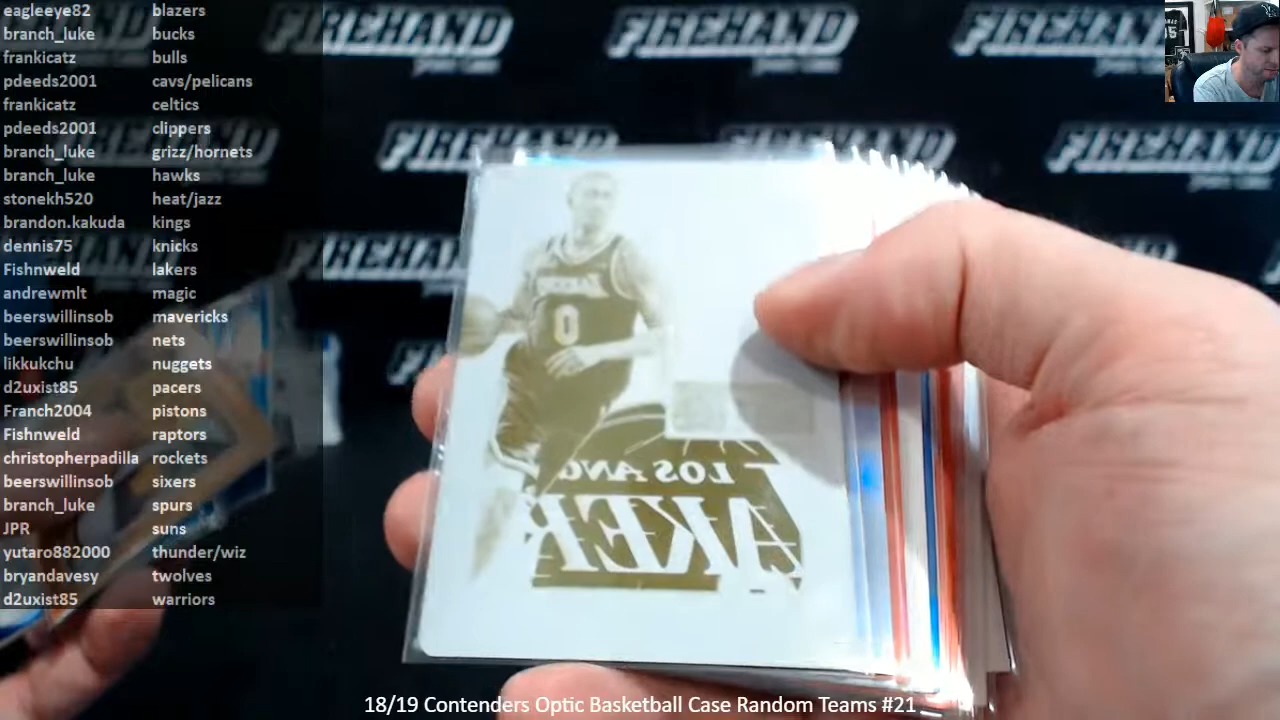 eagleeye82 blazers
branch_luke bucks
frankicatz bulls
pdeeds2001 cavs/pelicans
frankicatz celtics
pdeeds2001 clippers
branch_luke grizz/hornets
branch_luke hawks
stonekh520 heat/jazz
brandon.kakuda kings
dennis75 knicks
Fishnweld lakers
andrewmlt magic
beerswillinsob mavericks
beerswillinsob nets
likkukchu nuggets
d2uxist85 pacers
Franch2004 pistons
Fishnweld raptors
christopherpadilla rockets
beerswillinsob sixers
branch_luke spurs
JPR suns
yutaro882000 thunder/wiz
bryandavesy twolves
d2uxist85 warriors
FIREHAND
FIREHAND
FIREHAND
FIREHAND
FIREHAND
FIREHAND
FIREHAND
0
LOS ANG
AKER
18/19 Contenders Optic Basketball Case Random Teams #21